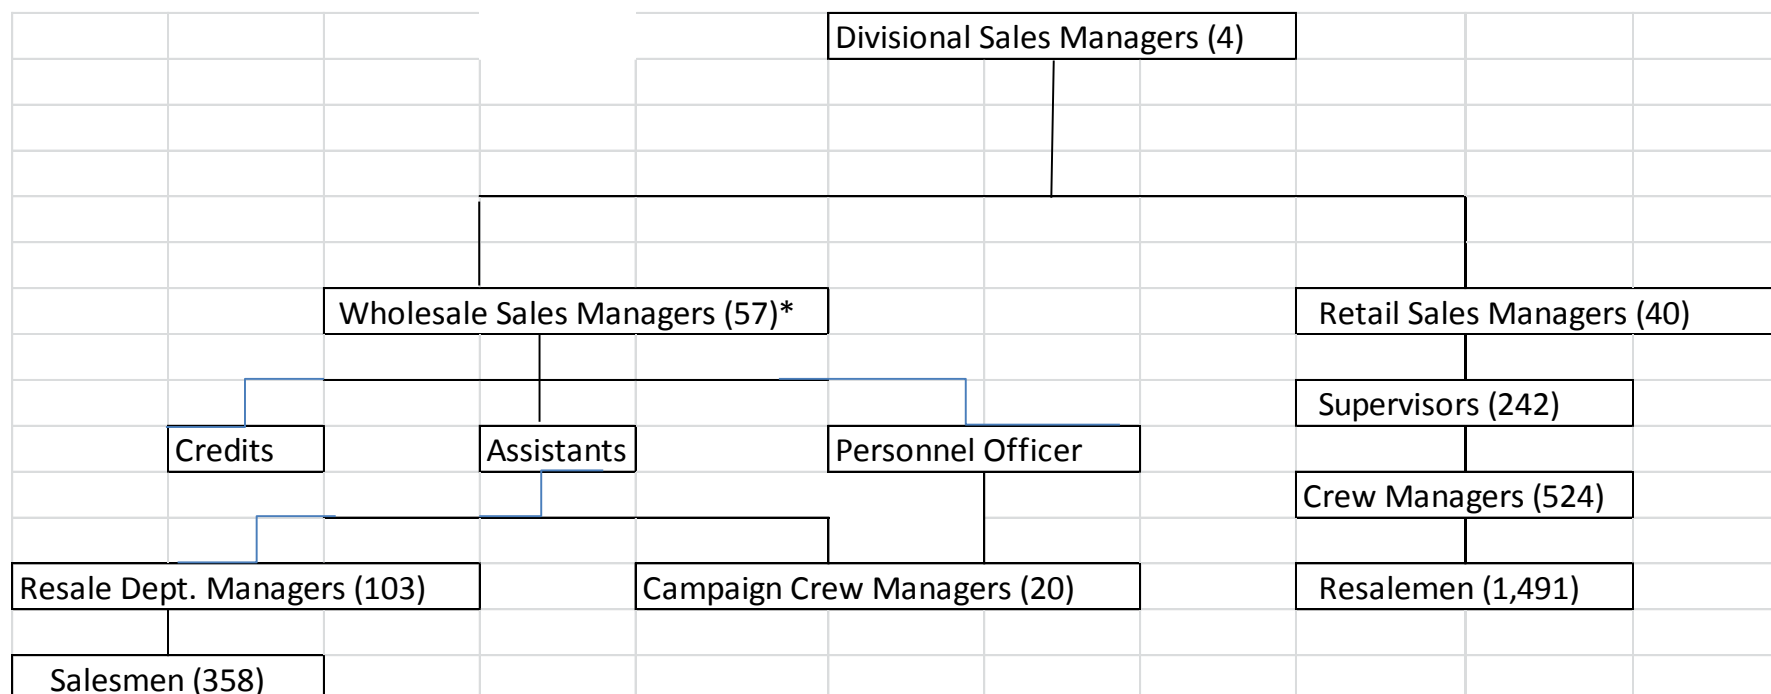 Divisional Sales Managers (4)
Wholesale Sales Managers (57)*
Retail Sales Managers (40)
Supervisors (242)
Credits
Assistants
Personnel Officer
Crew Managers (524)
Resale Dept. Managers (103)
Campaign Crew Managers (20)
Resalemen (1,491)
Salesmen (358)